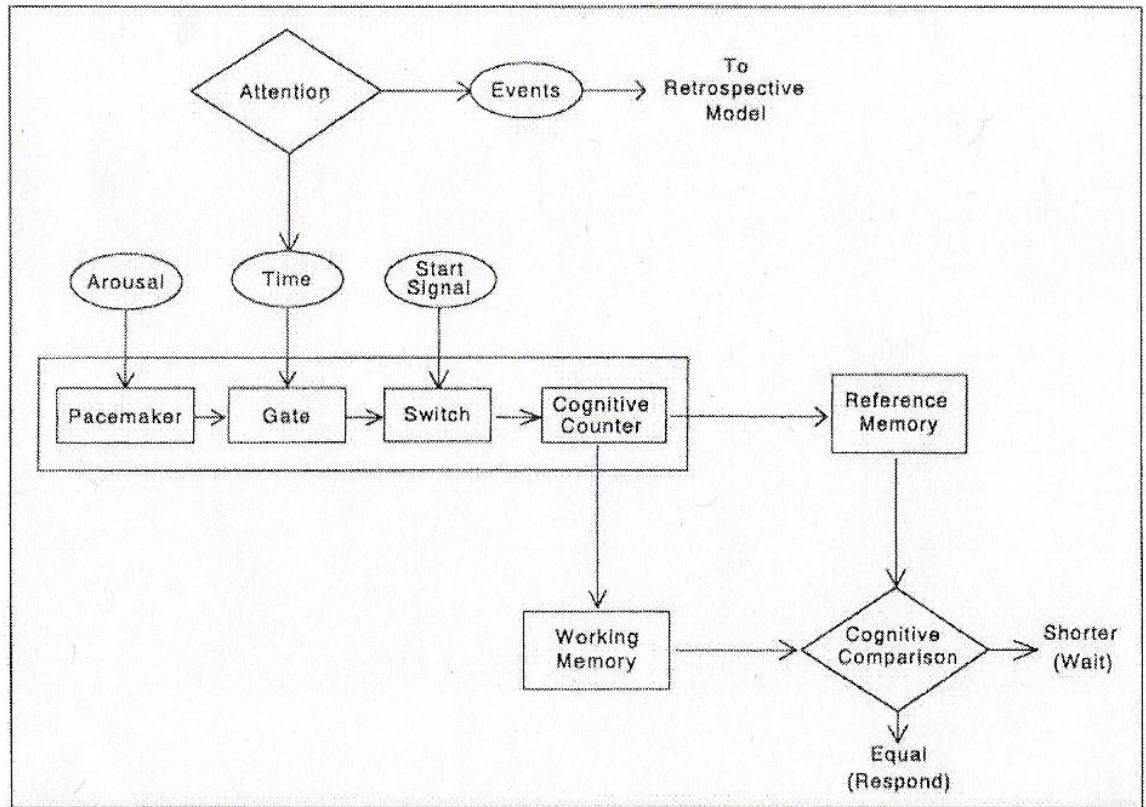 Attention
Events
To
Retrospective
Model
Arousal
Time
Start
Signal
Pacemaker
Gate
Switch
Cognitive
Counter
Reference
Memory
Working
Memory
Cognitive
Comparison
Shorter
(Wait)
Equal
(Respond)